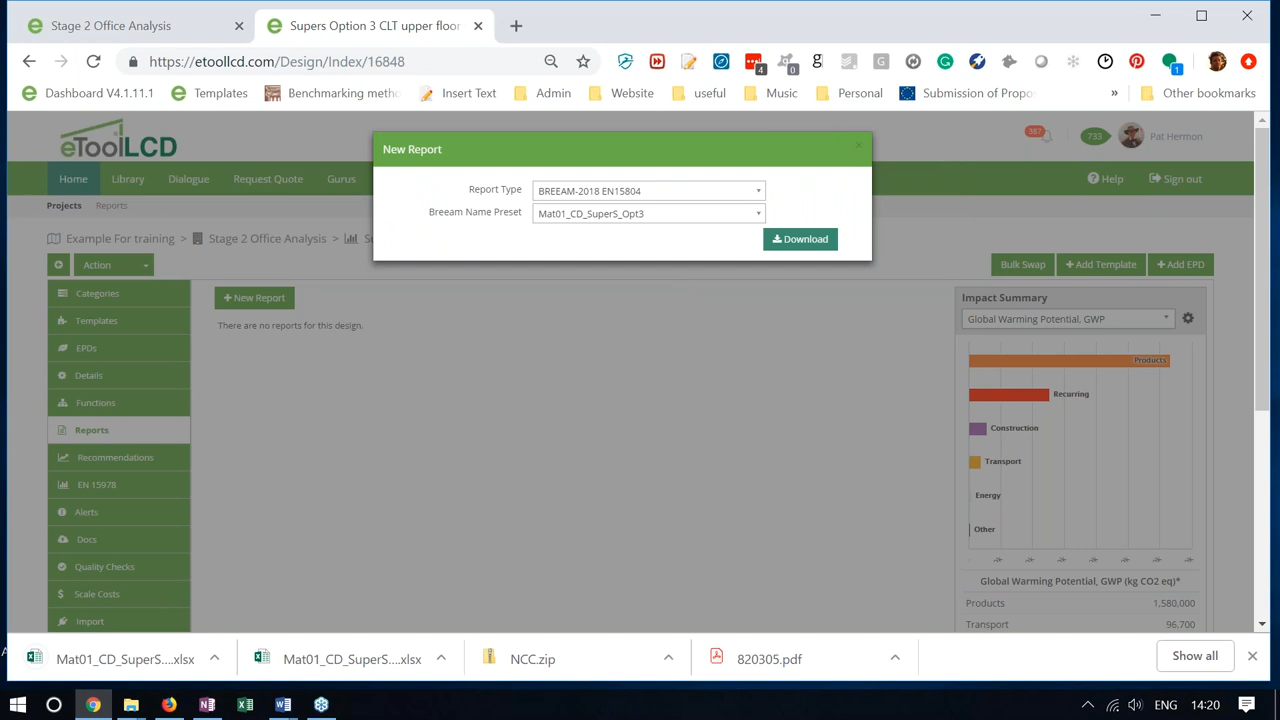 Stage 2 Office Analysis
Supers Option 3 CLT upper floor
https://etoollcd.com/Design/Index/16848
4
0
1
Dashboard V4.1.11.1
Templates
Benchmarking metho
Insert Text
Admin
Website
useful
Music
Personal
Submission of Propo
»
Other bookmarks
eToolLCD
387
733
Pat Hermon
Home
Library
Dialogue
Request Quote
Gurus
Help
Sign out
Projects
Reports
Example For training
Stage 2 Office Analysis
Action
Bulk Swap
+ Add Template
+ Add EPD
New Report
Report Type
BREEAM-2018 EN15804
Breeam Name Preset
Mat01_CD_SuperS_Opt3
Download
Categories
Templates
EPDs
Details
Functions
Reports
Recommendations
EN 15978
Alerts
Docs
Quality Checks
Scale Costs
Import
+ New Report
There are no reports for this design.
Impact Summary
Global Warming Potential, GWP
Products
Recurring
Construction
Transport
Energy
Other
Global Warming Potential, GWP (kg CO2 eq)*
Products 1,580,000
Transport 96,700
Mat01_CD_SuperS....xlsx
Mat01_CD_SuperS....xlsx
NCC.zip
820305.pdf
Show all
ENG
14:20